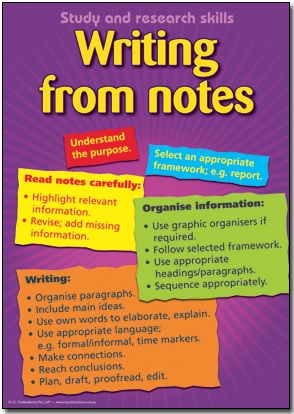 Study and research skills
Writing
from notes
Understand
the purpose.
Select an appropriate
framework; e.g. report.
Read notes carefully:
• Highlight relevant
information.
• Revise; add missing
information.
Organise information:
• Use graphic organisers if
required.
• Follow selected framework.
• Use appropriate
headings/paragraphs.
• Sequence appropriately.
Writing:
• Organise paragraphs.
• Include main ideas.
• Use own words to elaborate, explain.
• Use appropriate language;
e.g. formal/informal, time markers.
• Make connections.
• Reach conclusions.
• Plan, draft, proofread, edit.